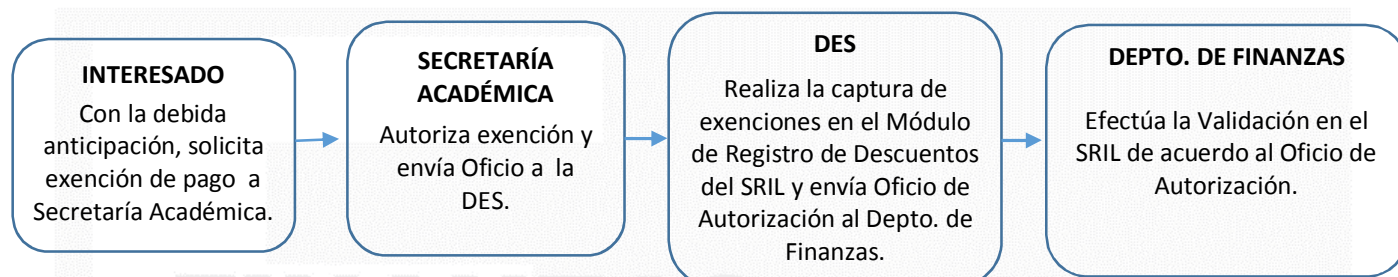 INTERESADO
Con la debida
anticipación, solicita
exención de pago a
Secretaría Académica.
SECRETARÍA
ACADÉMICA
Autoriza exención y
envía Oficio a la
DES.
DES
Realiza la captura de
exenciones en el Módulo
de Registro de Descuentos
del SRIL y envía Oficio de
Autorización al Depto. de
Finanzas.
DEPTO. DE FINANZAS
Efectúa la Validación en el
SRIL de acuerdo al Oficio de
Autorización.